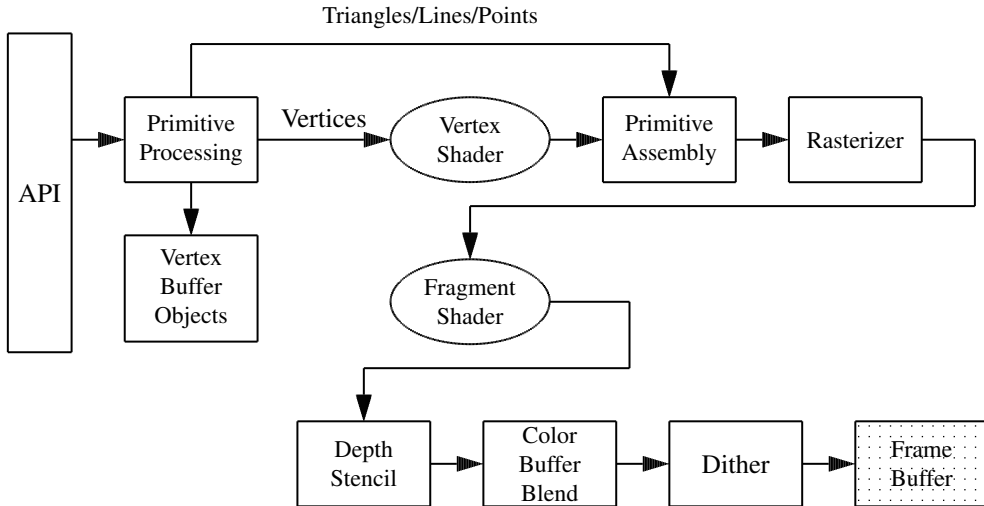 Triangles/Lines/Points
API
Primitive
Processing
Vertices
Vertex
Shader
Primitive
Assembly
Rasterizer
Vertex
Buffer
Objects
Fragment
Shader
Depth
Stencil
Color
Buffer
Blend
Dither
Frame
Buffer